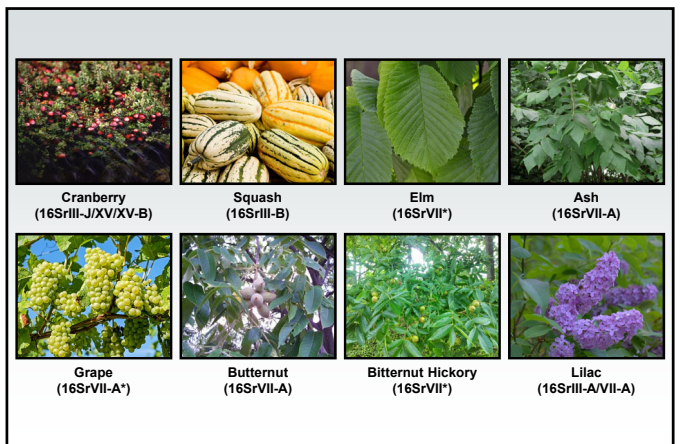 Cranberry
(16SrIII-J/XV/XV-B)
Squash
(16SrIII-B)
Elm
(16SrVII*)
Ash
(16SrVII-A)
Grape
(16SrVII-A*)
Butternut
(16SrVII-A)
Bitternut Hickory
(16SrVII*)
Lilac
(16SrIII-A/VII-A)